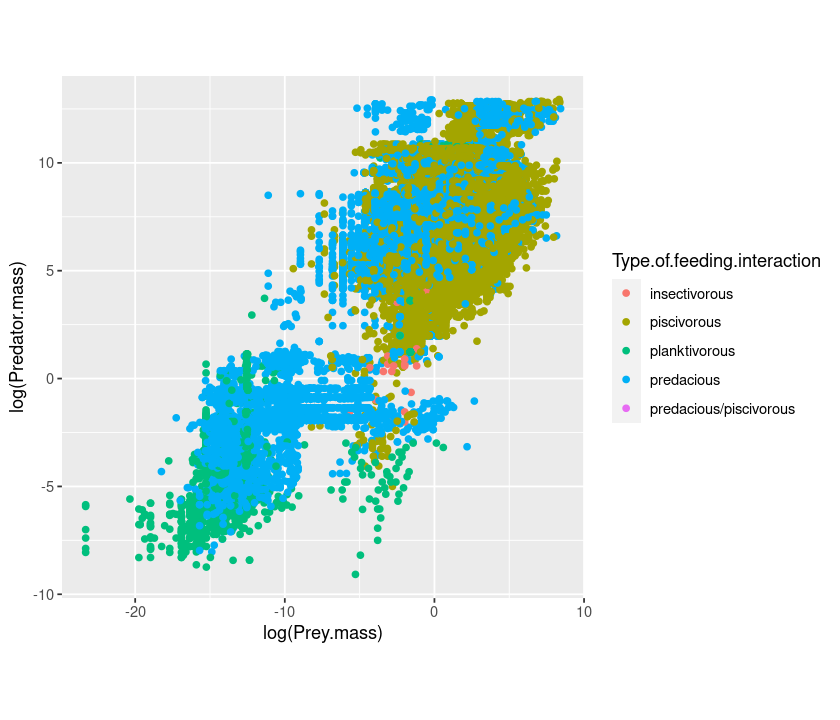 10
5
0
-5
-10
log(Predator.mass)
-20
-10
0
10
log(Prey.mass)
Type.of.feeding.interaction
insectivorous
piscivorous
planktivorous
predacious
predacious/piscivorous